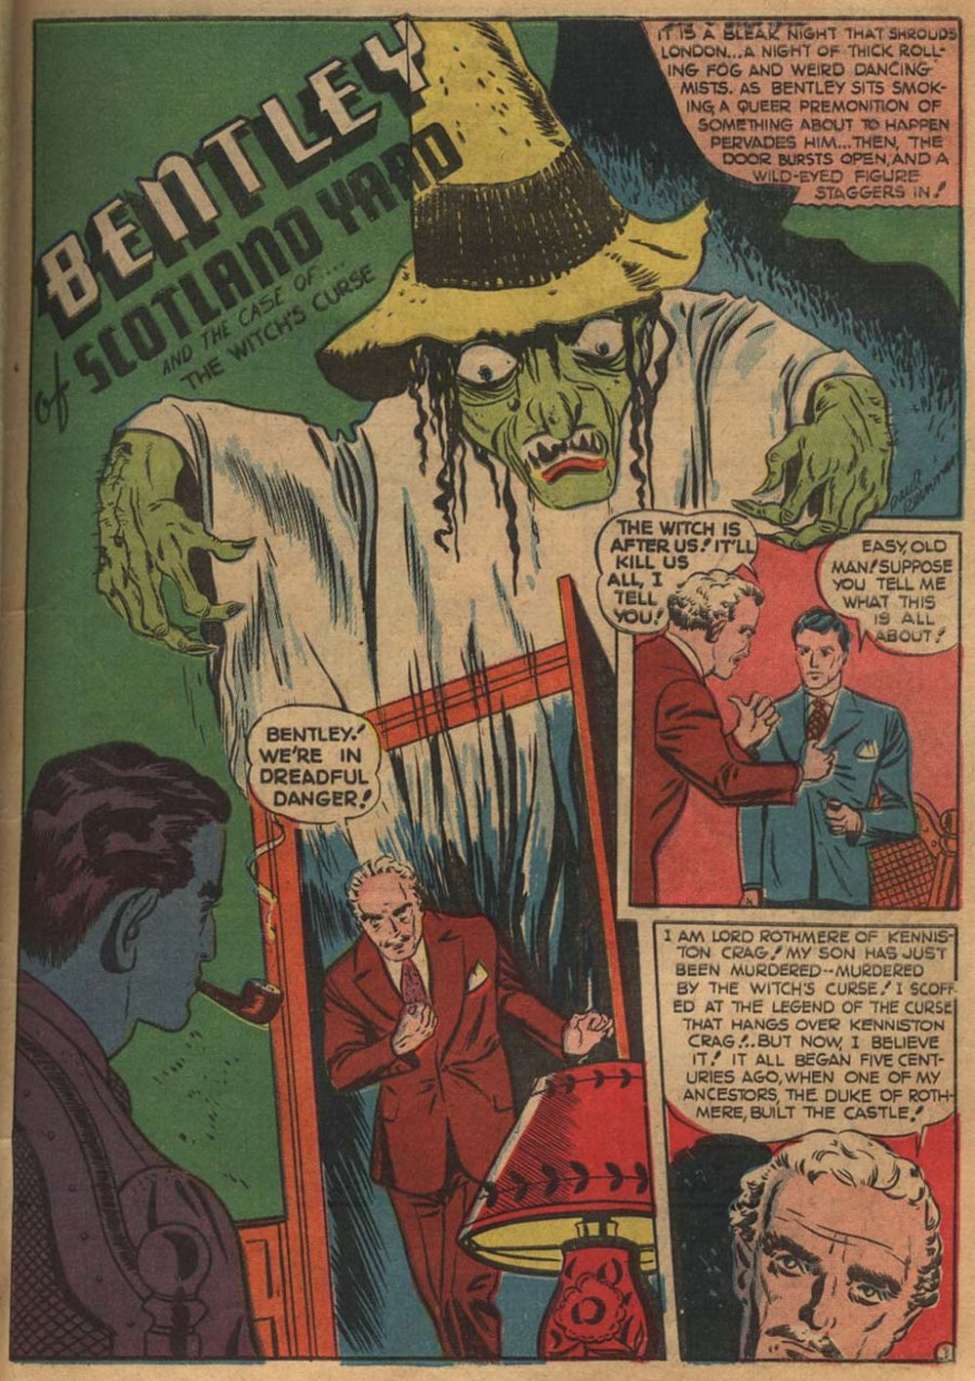 BENTLEY
of SCOTLAND YARD
AND THE CASE OF...
THE WITCH'S CURSE
IT IS A BLEAK NIGHT THAT SHROUDS
LONDON...A NIGHT OF THICK ROLL-
ING FOG AND WEIRD DANCING
MISTS. AS BENTLEY SITS SMOK-
ING, A QUEER PREMONITION OF
SOMETHING ABOUT TO HAPPEN
PERVADES HIM...THEN, THE
DOOR BURSTS OPEN, AND A
WILD-EYED FIGURE
STAGGERS IN!
BENTLEY!
WE'RE IN
DREADFUL
DANGER!
THE WITCH IS
AFTER US! IT'LL
KILL US
ALL, I
TELL
YOU!
EASY, OLD
MAN! SUPPOSE
YOU TELL ME
WHAT THIS
IS ALL
ABOUT!
I AM LORD ROTHMERE OF KENNIS-
TON CRAG! MY SON HAS JUST
BEEN MURDERED--MURDERED
BY THE WITCH'S CURSE! I SCOFF-
ED AT THE LEGEND OF THE CURSE
THAT HANGS OVER KENNISTON
CRAG!..BUT NOW, I BELIEVE
IT! IT ALL BEGAN FIVE CENT-
URIES AGO, WHEN ONE OF MY
ANCESTORS, THE DUKE OF ROTH-
MERE, BUILT THE CASTLE!